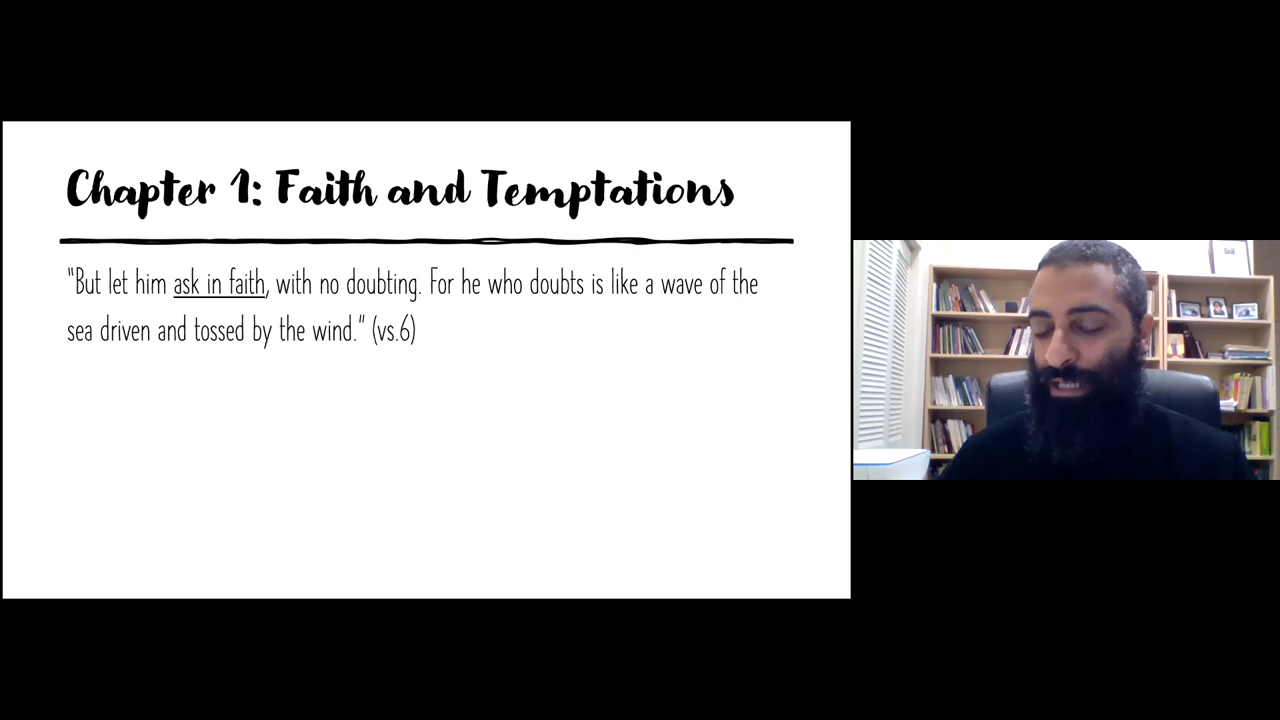 Chapter 1: Faith and Temptations
"But let him ask in faith, with no doubting. For he who doubts is like a wave of the
sea driven and tossed by the wind." (vs.6)